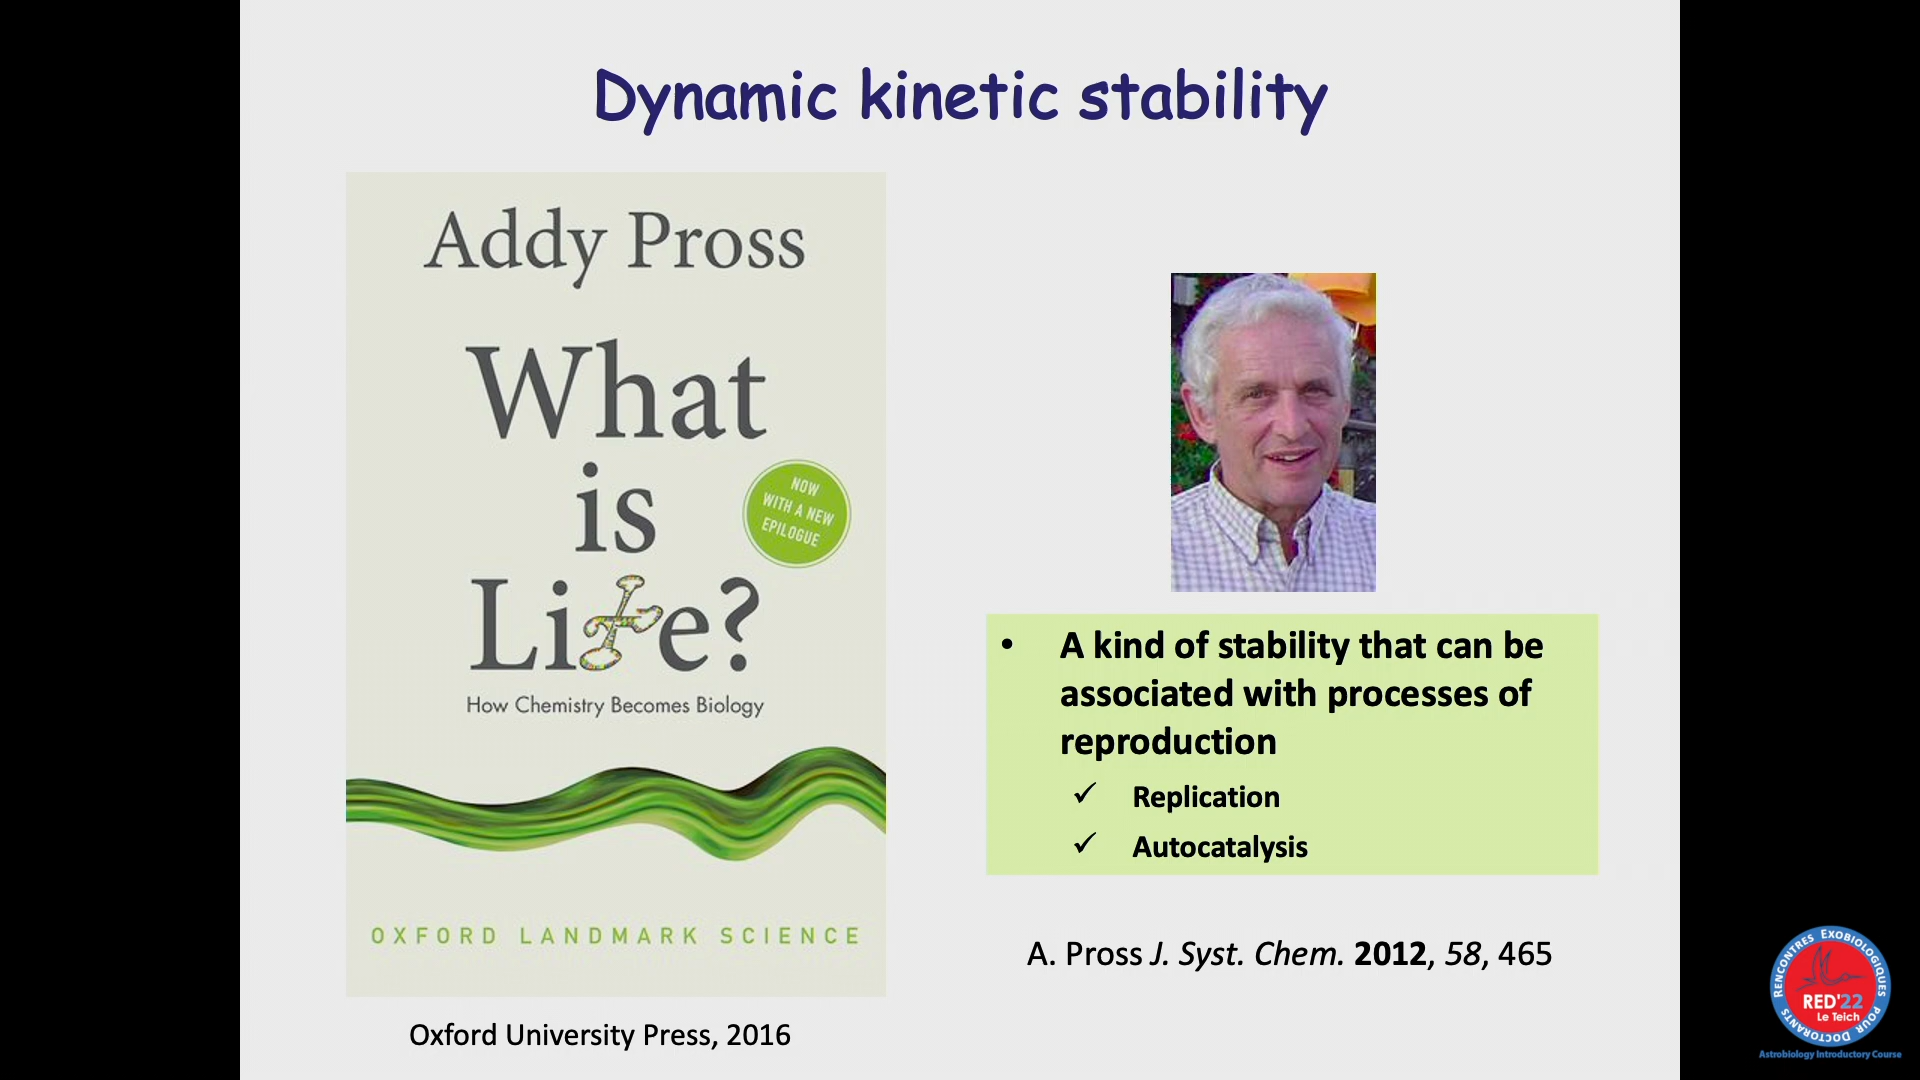 Dynamic kinetic stability
Addy Pross
What
is
Life?
NOW
WITH A NEW
EPILOGUE
How Chemistry Becomes Biology
OXFORD LANDMARK SCIENCE
Oxford University Press, 2016
• A kind of stability that can be
associated with processes of
reproduction
✓ Replication
✓ Autocatalysis
A. Pross J. Syst. Chem. 2012, 58, 465
RENCONTRES EXOBIOLOGIQUES POUR DOCTORANTS
RED'22
Le Teich
Astrobiology Introductory Course